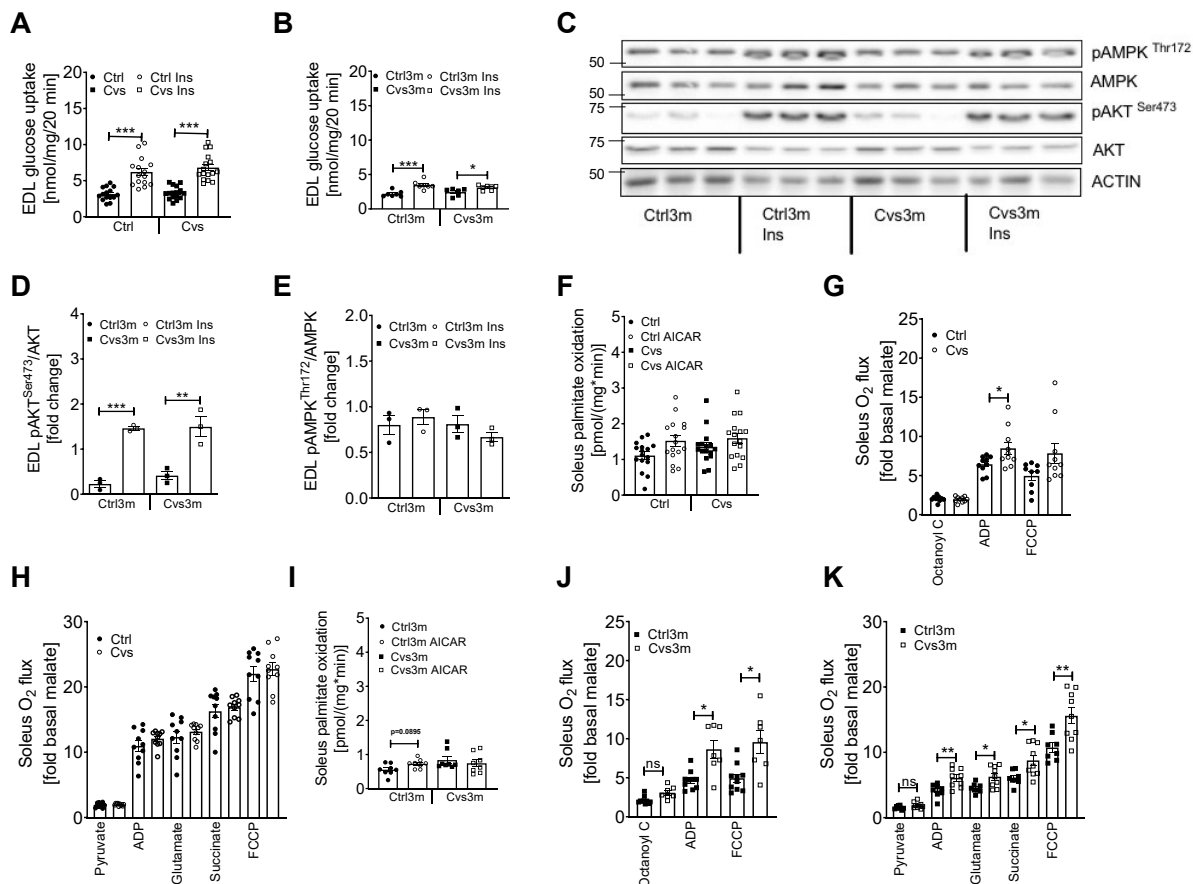 A
EDL glucose uptake
[nmol/mg/20 min]
Ctrl Ctrl Ins
Cvs Cvs Ins
20
15
10
5
0
*** ***
Ctrl Cvs
B
EDL glucose uptake
[nmol/mg/20 min]
Ctrl3m Ctrl3m Ins
Cvs3m Cvs3m Ins
20
15
10
5
0
*** *
Ctrl3m Cvs3m
C
50 pAMPK Thr172
50 AMPK
75 pAKT Ser473
75 AKT
50 ACTIN
Ctrl3m Ctrl3m Cvs3m Cvs3m
Ins Ins
D
EDL pAKT Ser473/AKT
[fold change]
Ctrl3m Ctrl3m Ins
Cvs3m Cvs3m Ins
4
3
2
1
0
*** **
Ctrl3m Cvs3m
E
EDL pAMPK Thr172/AMPK
[fold change]
Ctrl3m Ctrl3m Ins
Cvs3m Cvs3m Ins
2.0
1.5
1.0
0.5
0.0
Ctrl3m Cvs3m
F
Soleus palmitate oxidation
[pmol/(mg*min)]
Ctrl
Ctrl AICAR
Cvs
Cvs AICAR
5
4
3
2
1
0
Ctrl Cvs
G
Soleus O2 flux
[fold basal malate]
Ctrl
Cvs
25
20
15
10
5
0
*
Octanoyl C
ADP
FCCP
H
Soleus O2 flux
[fold basal malate]
Ctrl
Cvs
30
20
10
0
Pyruvate
ADP
Glutamate
Succinate
FCCP
I
Soleus palmitate oxidation
[pmol/(mg*min)]
Ctrl3m
Ctrl3m AICAR
Cvs3m
Cvs3m AICAR
5
4
3
2
1
0
p=0.0895
Ctrl3m Cvs3m
J
Soleus O2 flux
[fold basal malate]
Ctrl3m
Cvs3m
25
20
15
10
5
0
ns * *
Octanoyl C
ADP
FCCP
K
Soleus O2 flux
[fold basal malate]
Ctrl3m
Cvs3m
30
20
10
0
ns ** * * **
Pyruvate
ADP
Glutamate
Succinate
FCCP